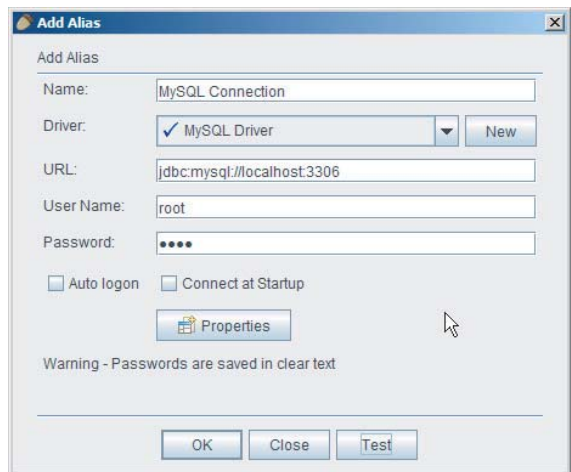 Add Alias
Add Alias
Name: MySQL Connection
Driver: MySQL Driver New
URL: jdbc:mysql://localhost:3306
User Name: root
Password: ••••
Auto logon Connect at Startup
Properties
Warning - Passwords are saved in clear text
OK Close Test